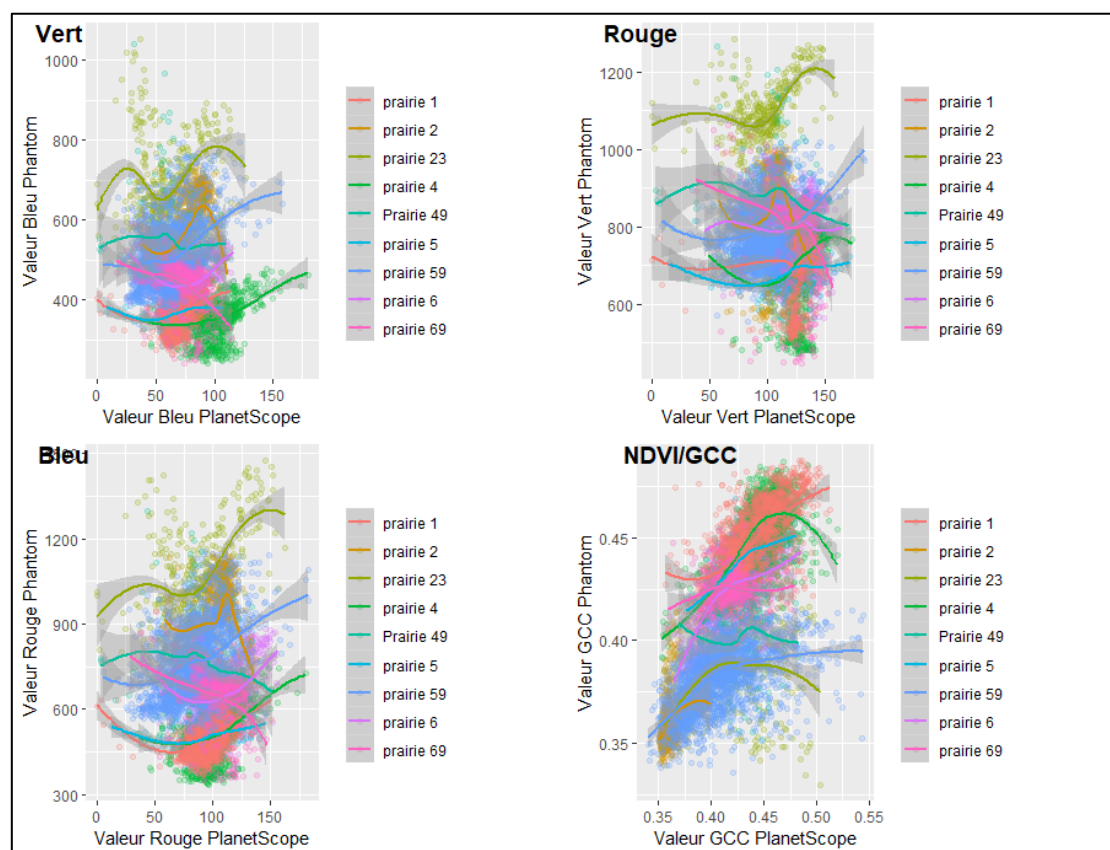 Vert
Valeur Bleu Phantom
1000
800
600
400
0
50
100
150
Valeur Bleu PlanetScope
prairie 1
prairie 2
prairie 23
prairie 4
Prairie 49
prairie 5
prairie 59
prairie 6
prairie 69
Rouge
Valeur Vert Phantom
1200
1000
800
600
0
50
100
150
Valeur Vert PlanetScope
prairie 1
prairie 2
prairie 23
prairie 4
Prairie 49
prairie 5
prairie 59
prairie 6
prairie 69
Bleu
Valeur Rouge Phantom
1200
900
600
300
0
50
100
150
Valeur Rouge PlanetScope
prairie 1
prairie 2
prairie 23
prairie 4
Prairie 49
prairie 5
prairie 59
prairie 6
prairie 69
NDVI/GCC
Valeur GCC Phantom
0.45
0.40
0.35
0.35
0.40
0.45
0.50
0.55
Valeur GCC PlanetScope
prairie 1
prairie 2
prairie 23
prairie 4
Prairie 49
prairie 5
prairie 59
prairie 6
prairie 69